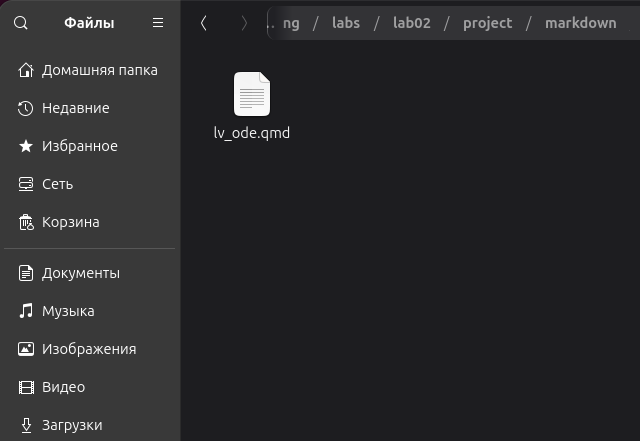 Файлы
.. ng / labs / lab02 / project / markdown
Домашняя папка
Недавние
Избранное
Сеть
Корзина
Документы
Музыка
Изображения
Видео
Загрузки
lv_ode.qmd